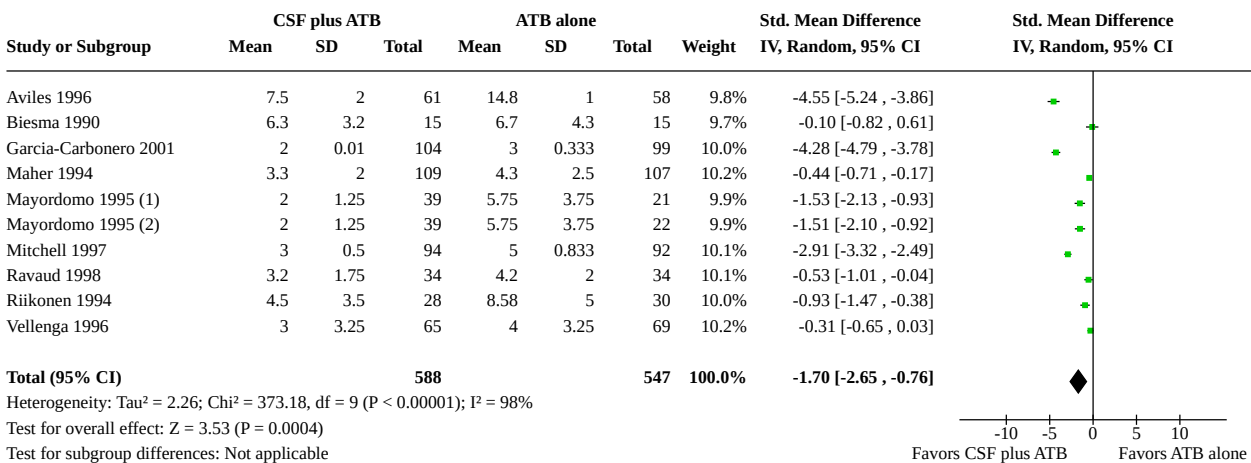 CSF plus ATB ATB alone Std. Mean Difference Std. Mean Difference
Study or Subgroup Mean SD Total Mean SD Total Weight IV, Random, 95% CI IV, Random, 95% CI
Aviles 1996 7.5 2 61 14.8 1 58 9.8% -4.55 [-5.24 , -3.86]
Biesma 1990 6.3 3.2 15 6.7 4.3 15 9.7% -0.10 [-0.82 , 0.61]
Garcia-Carbonero 2001 2 0.01 104 3 0.333 99 10.0% -4.28 [-4.79 , -3.78]
Maher 1994 3.3 2 109 4.3 2.5 107 10.2% -0.44 [-0.71 , -0.17]
Mayordomo 1995 (1) 2 1.25 39 5.75 3.75 21 9.9% -1.53 [-2.13 , -0.93]
Mayordomo 1995 (2) 2 1.25 39 5.75 3.75 22 9.9% -1.51 [-2.10 , -0.92]
Mitchell 1997 3 0.5 94 5 0.833 92 10.1% -2.91 [-3.32 , -2.49]
Ravaud 1998 3.2 1.75 34 4.2 2 34 10.1% -0.53 [-1.01 , -0.04]
Riikonen 1994 4.5 3.5 28 8.58 5 30 10.0% -0.93 [-1.47 , -0.38]
Vellenga 1996 3 3.25 65 4 3.25 69 10.2% -0.31 [-0.65 , 0.03]
Total (95% CI) 588 547 100.0% -1.70 [-2.65 , -0.76]
Heterogeneity: Tau² = 2.26; Chi² = 373.18, df = 9 (P < 0.00001); I² = 98%
Test for overall effect: Z = 3.53 (P = 0.0004)
-10 -5 0 5 10
Test for subgroup differences: Not applicable Favors CSF plus ATB Favors ATB alone